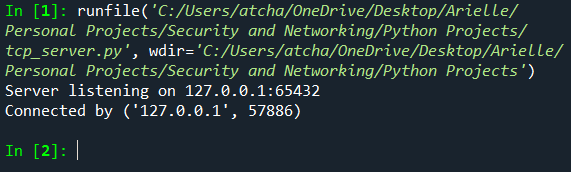 In [1]: runfile('C:/Users/atcha/OneDrive/Desktop/Arielle/
Personal Projects/Security and Networking/Python Projects/
tcp_server.py', wdir='C:/Users/atcha/OneDrive/Desktop/Arielle/
Personal Projects/Security and Networking/Python Projects')
Server listening on 127.0.0.1:65432
Connected by ('127.0.0.1', 57886)
In [2]: